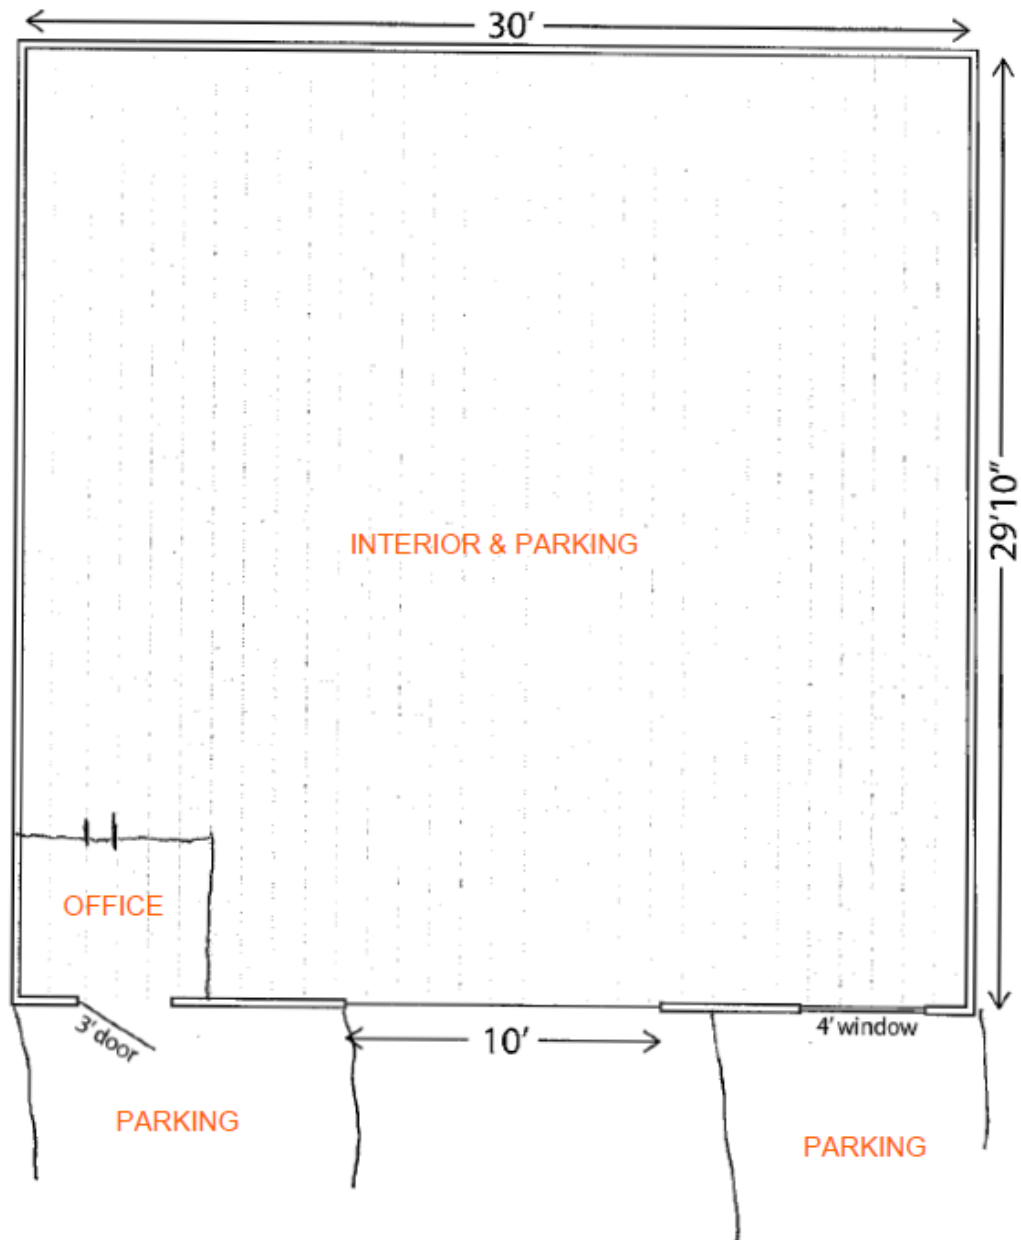 30'
29'10"
INTERIOR & PARKING
OFFICE
3' door
10'
4' window
PARKING
PARKING